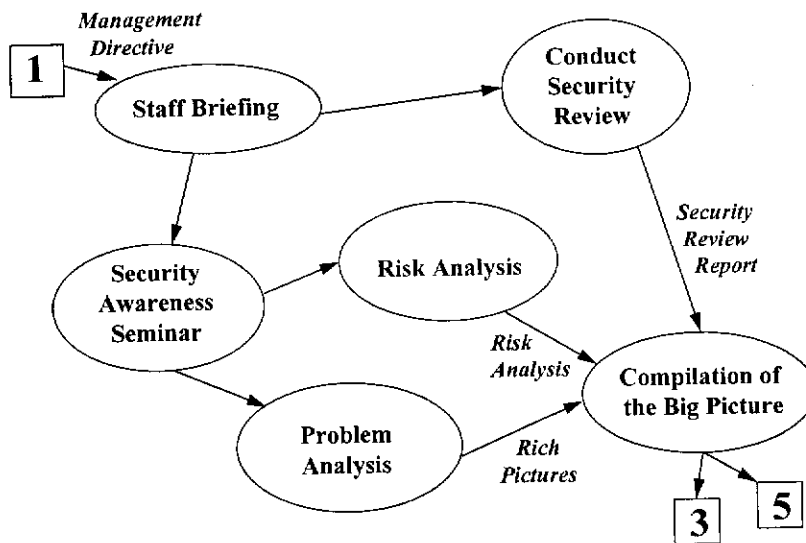 Management
Directive
1
Staff Briefing
Conduct
Security
Review
Security
Review
Report
Security
Awareness
Seminar
Risk Analysis
Risk
Analysis
Compilation of
the Big Picture
Problem
Analysis
Rich
Pictures
3
5